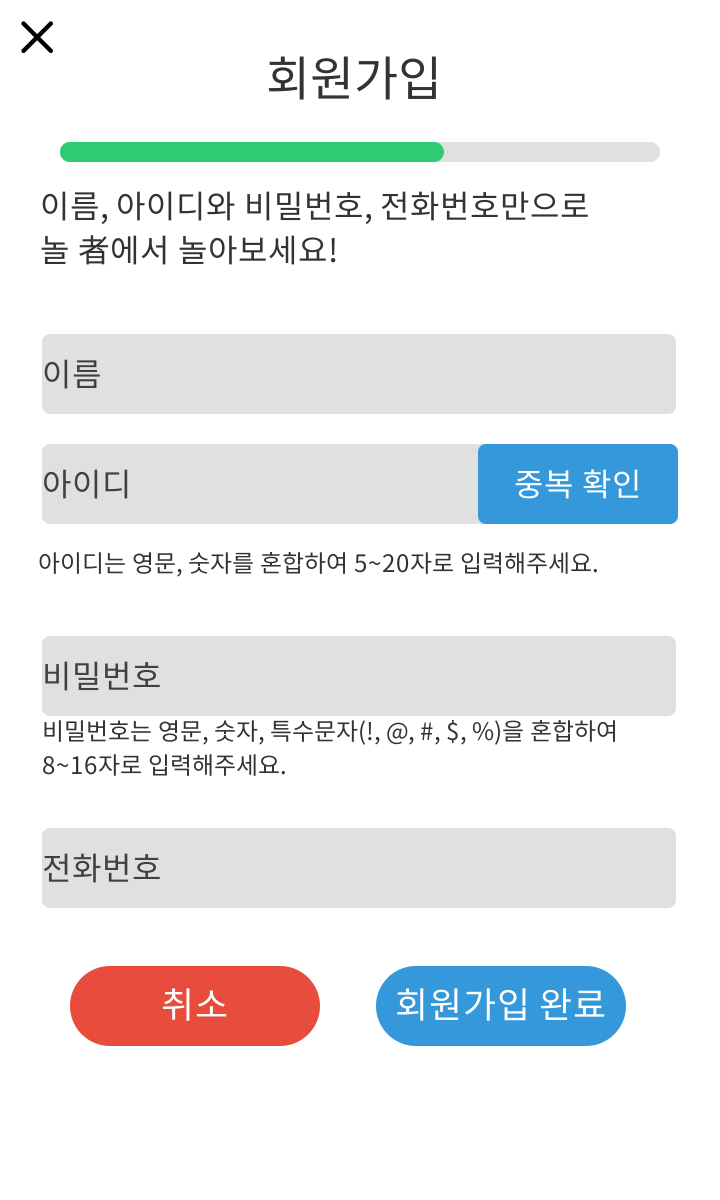 회원가입
이름, 아이디와 비밀번호, 전화번호만으로
놀 者에서 놀아보세요!
이름
아이디
중복 확인
아이디는 영문, 숫자를 혼합하여 5~20자로 입력해주세요.
비밀번호
비밀번호는 영문, 숫자, 특수문자(!, @, #, $, %)을 혼합하여
8~16자로 입력해주세요.
전화번호
취소
회원가입 완료